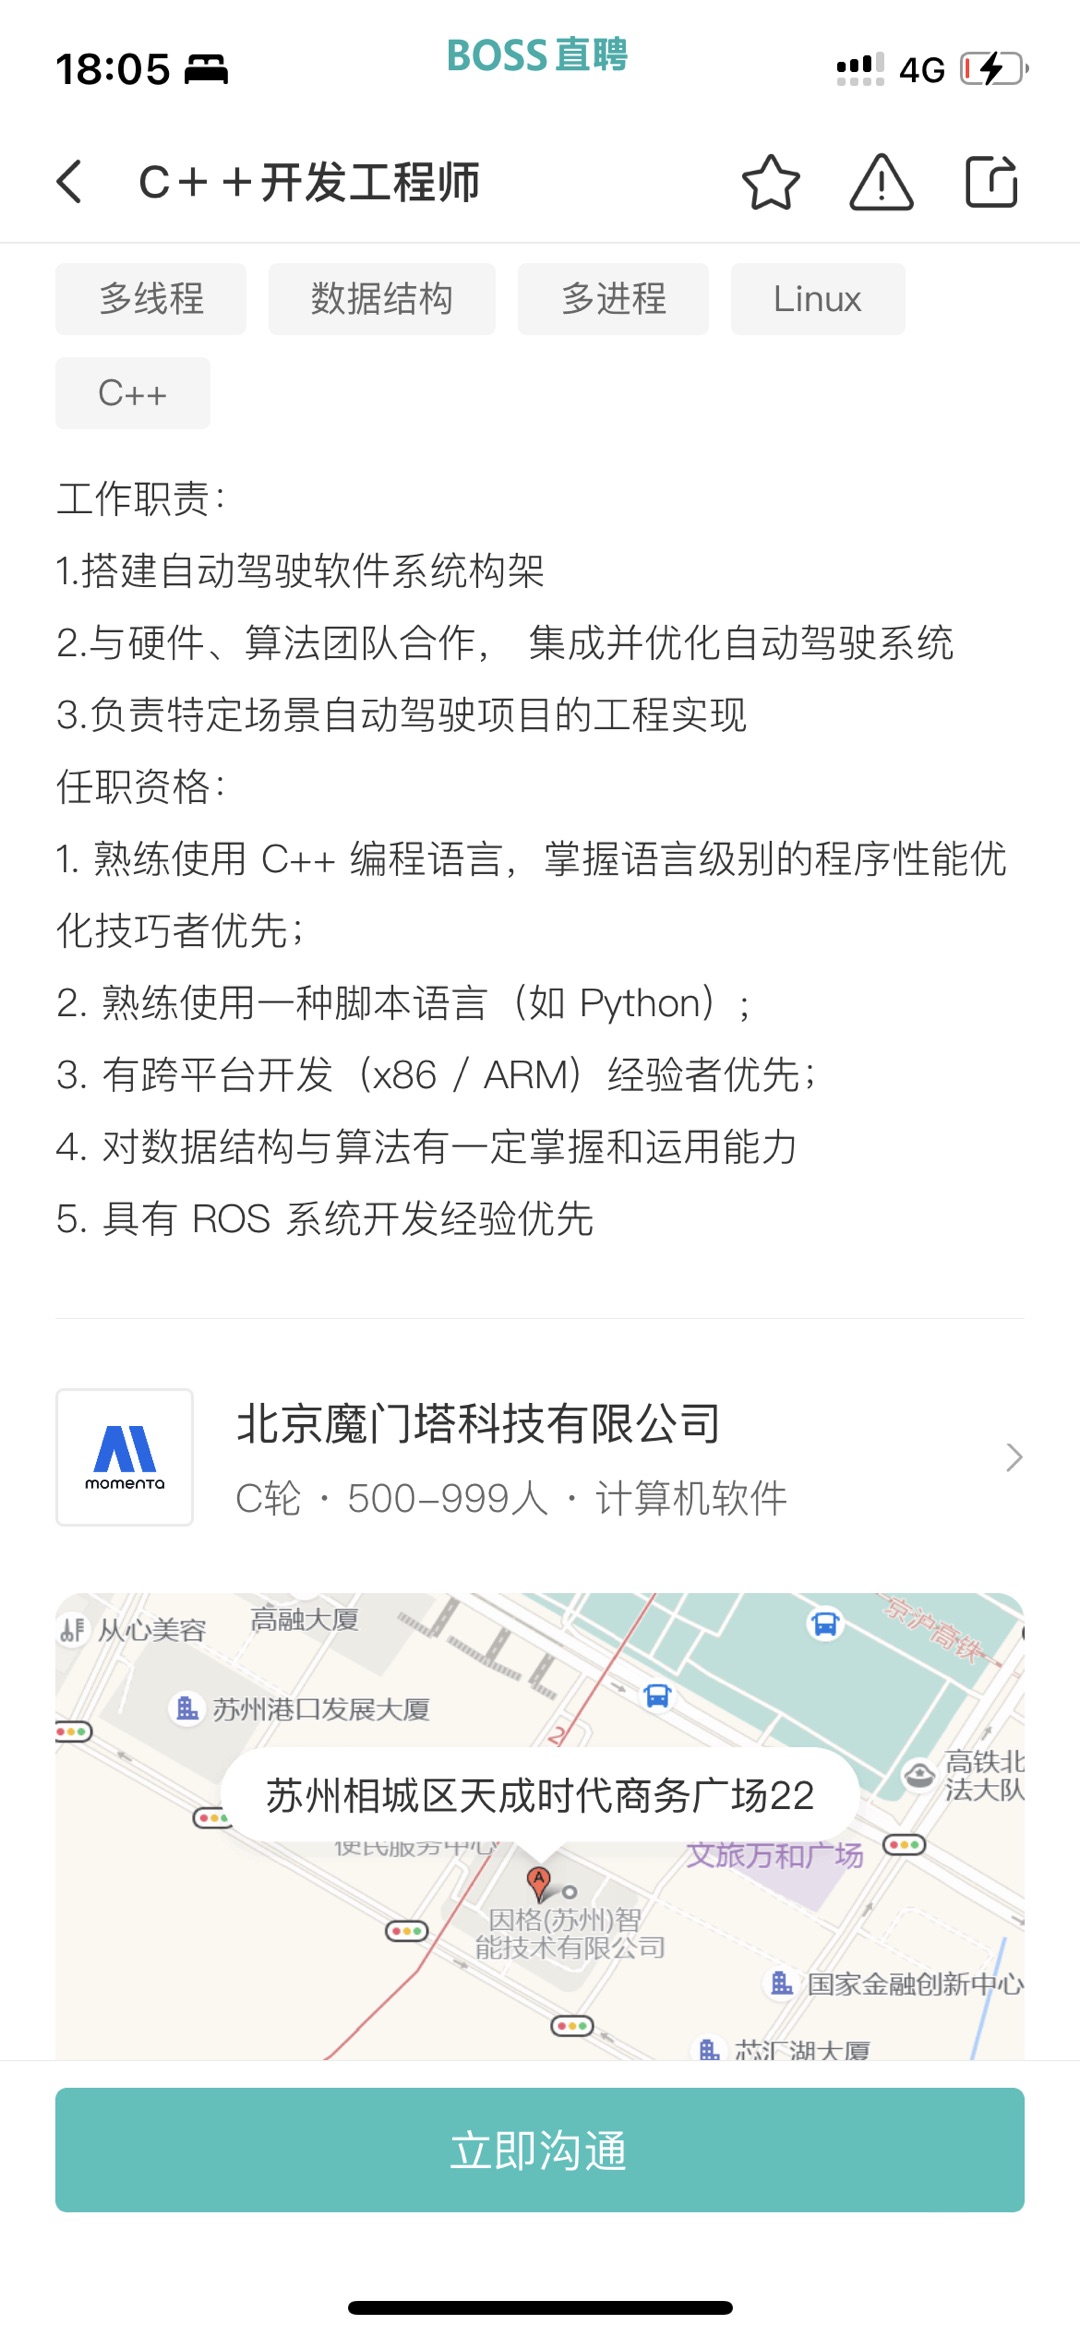 18:05
BOSS直聘
4G
C++开发工程师
多线程
数据结构
多进程
Linux
C++
工作职责：
1.搭建自动驾驶软件系统构架
2.与硬件、算法团队合作， 集成并优化自动驾驶系统
3.负责特定场景自动驾驶项目的工程实现
任职资格：
1. 熟练使用 C++ 编程语言，掌握语言级别的程序性能优
化技巧者优先；
2. 熟练使用一种脚本语言（如 Python）；
3. 有跨平台开发（x86 / ARM）经验者优先；
4. 对数据结构与算法有一定掌握和运用能力
5. 具有 ROS 系统开发经验优先
momenta
北京魔门塔科技有限公司
C轮 · 500-999人 · 计算机软件
从心美容
高融大厦
京沪高铁
苏州港口发展大厦
2
高铁北
法大队
苏州相城区天成时代商务广场22
便民服务中心
文旅万和广场
A
因格(苏州)智
能技术有限公司
国家金融创新中心
芯汇湖大厦
立即沟通